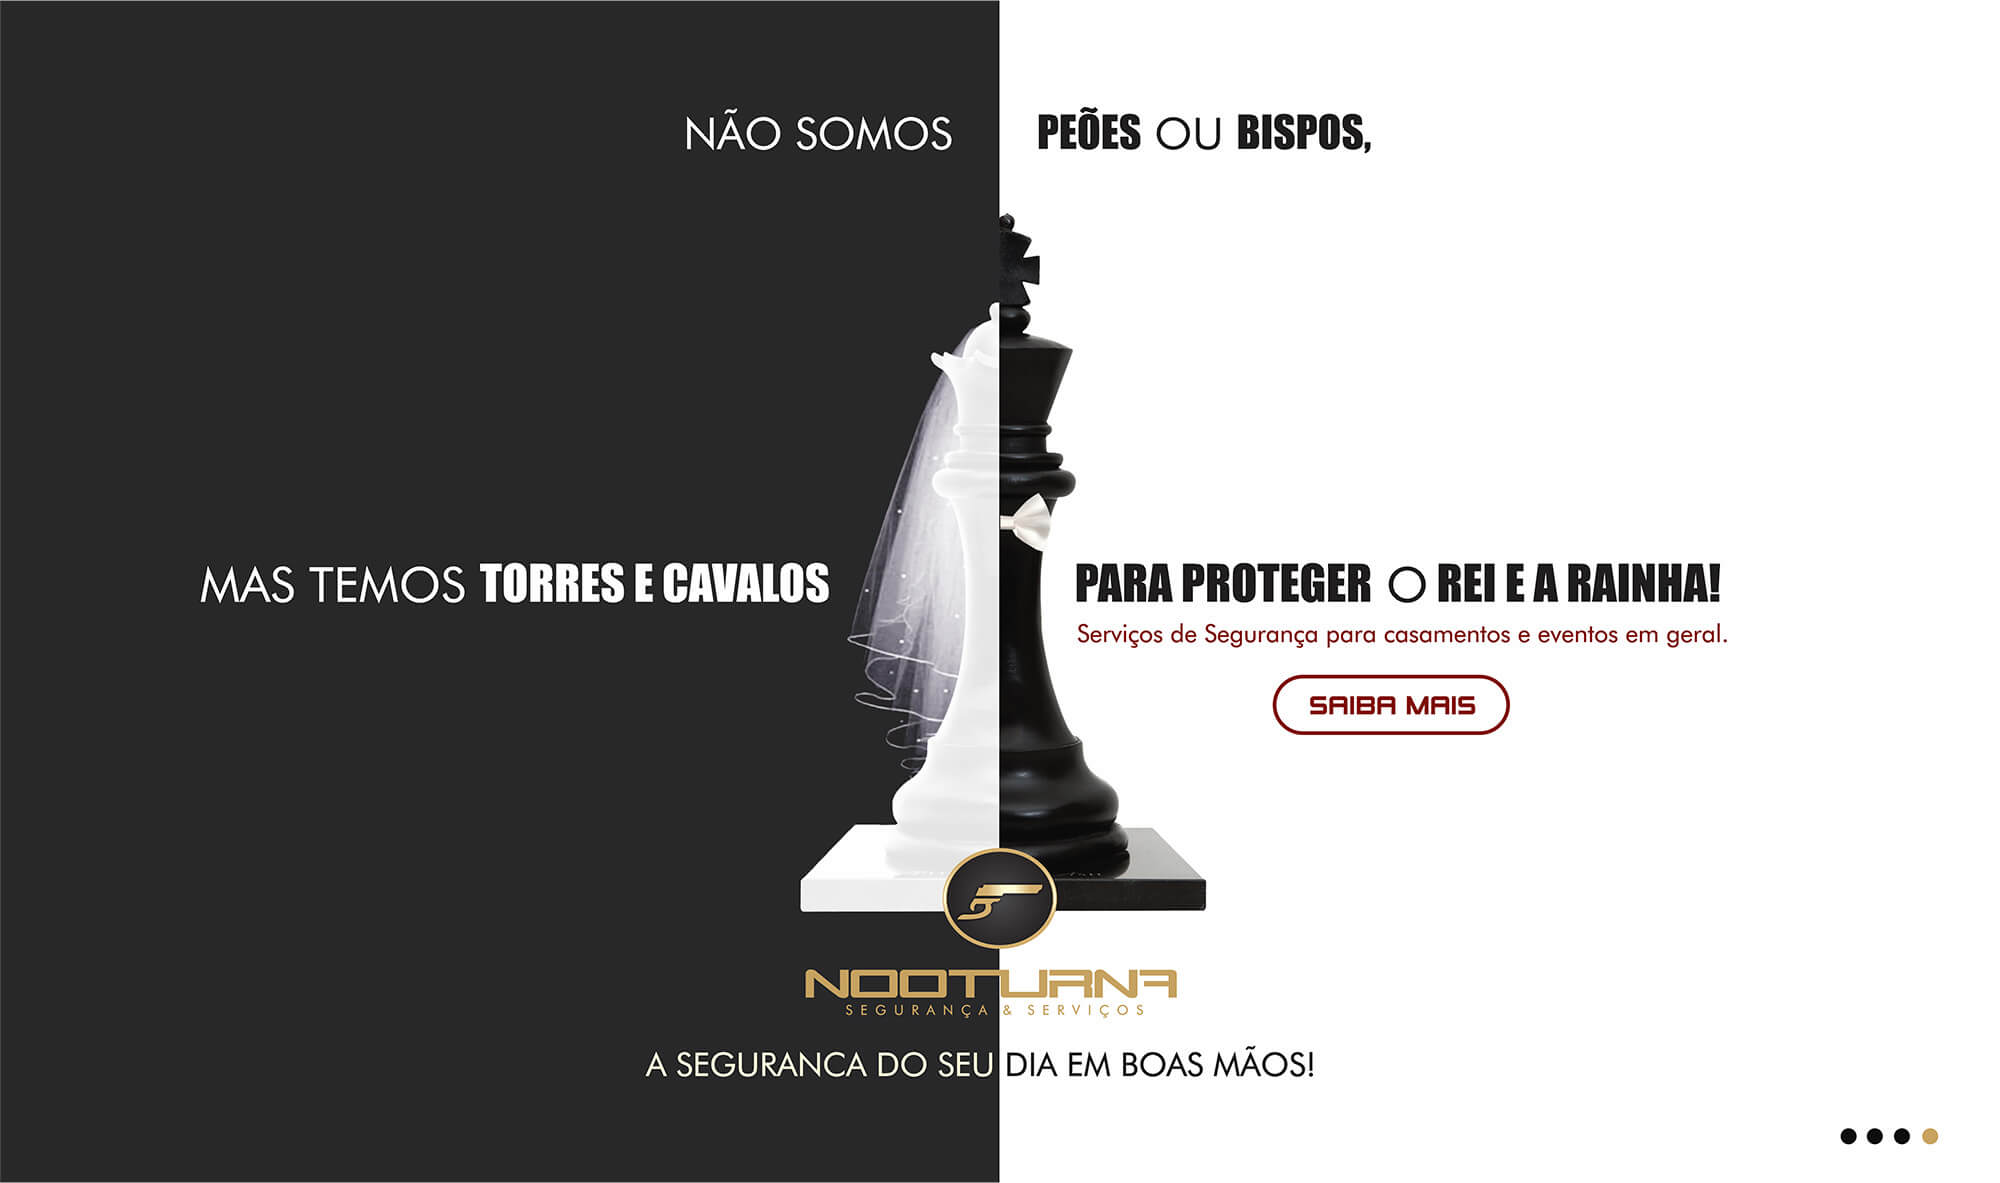 NÃO SOMOS PEÕES OU BISPOS,
MAS TEMOS TORRES E CAVALOS PARA PROTEGER O REI E A RAINHA!
Serviços de Segurança para casamentos e eventos em geral.
SAIBA MAIS
NOOTURNA
SEGURANÇA & SERVIÇOS
A SEGURANCA DO SEU DIA EM BOAS MÃOS!